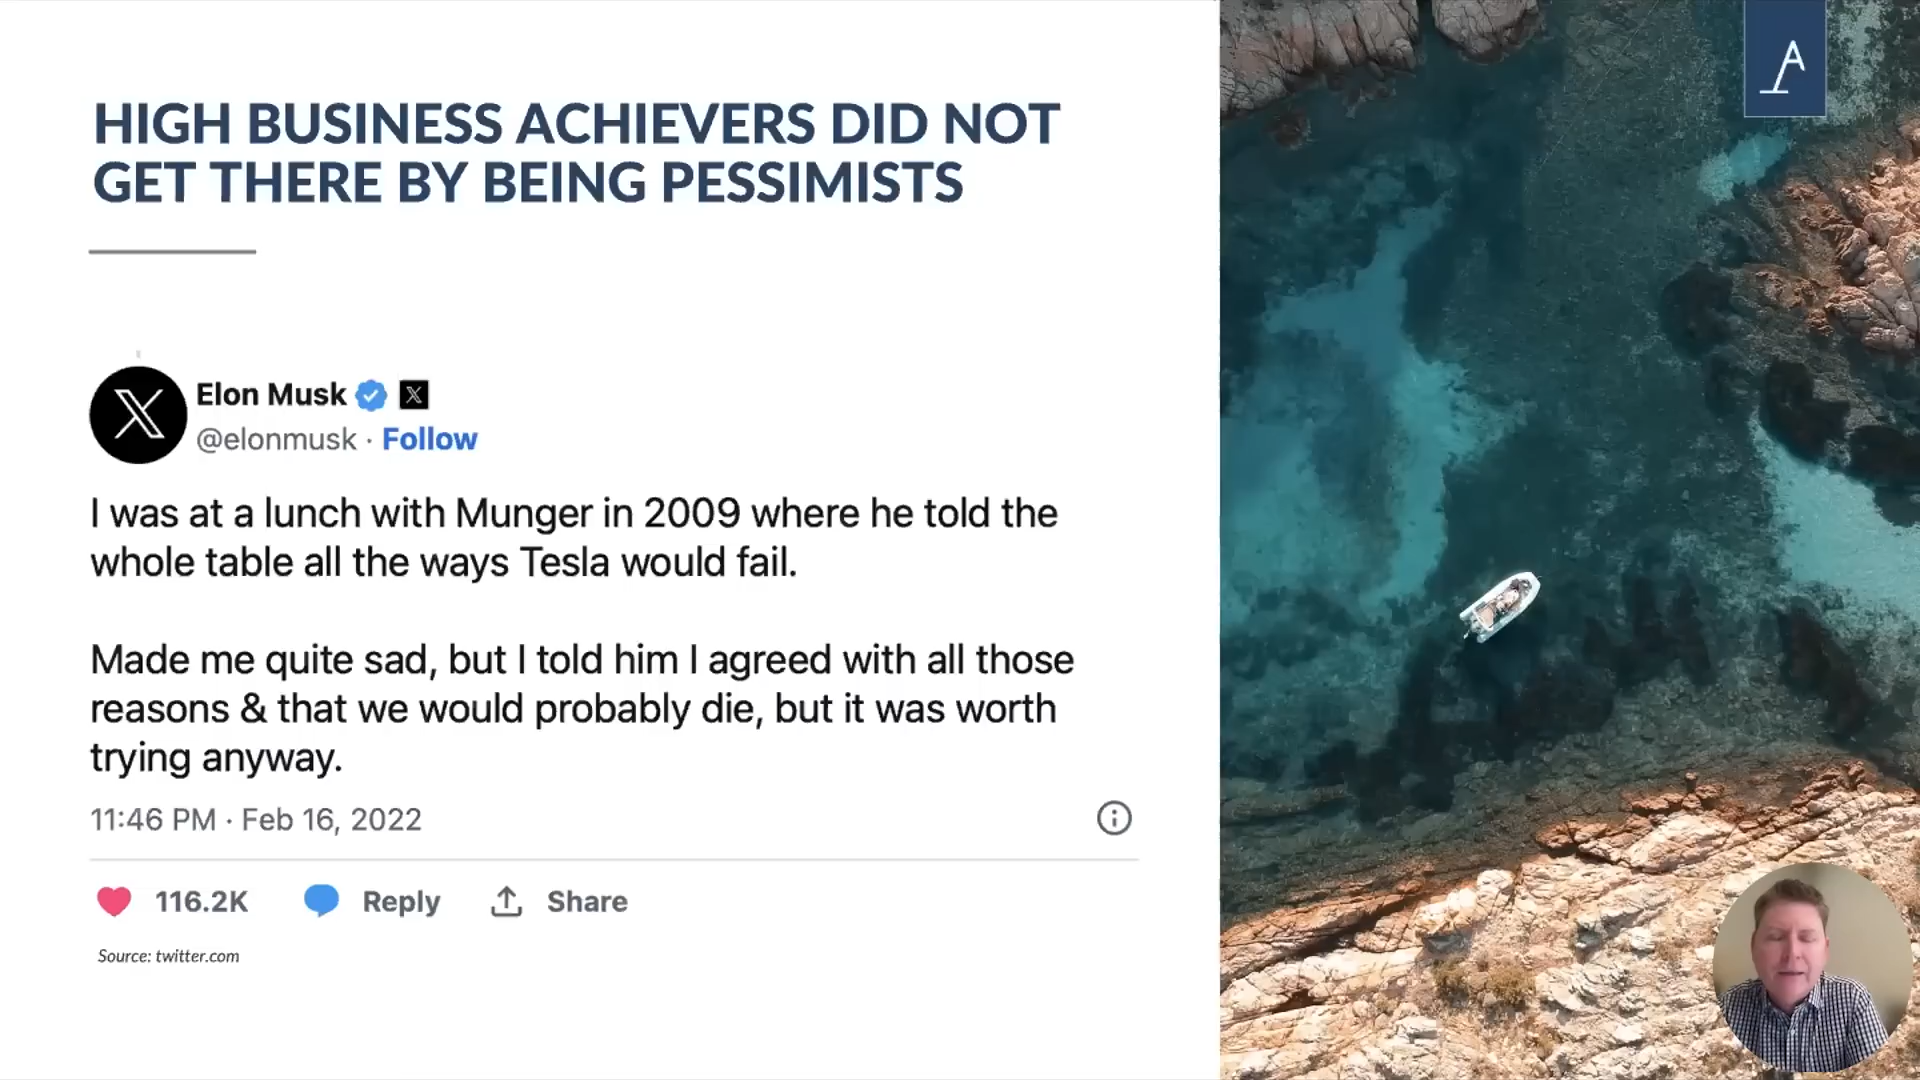 HIGH BUSINESS ACHIEVERS DID NOT
GET THERE BY BEING PESSIMISTS
Elon Musk
@elonmusk · Follow
I was at a lunch with Munger in 2009 where he told the
whole table all the ways Tesla would fail.
Made me quite sad, but I told him I agreed with all those
reasons & that we would probably die, but it was worth
trying anyway.
11:46 PM · Feb 16, 2022
116.2K Reply Share
Source: twitter.com